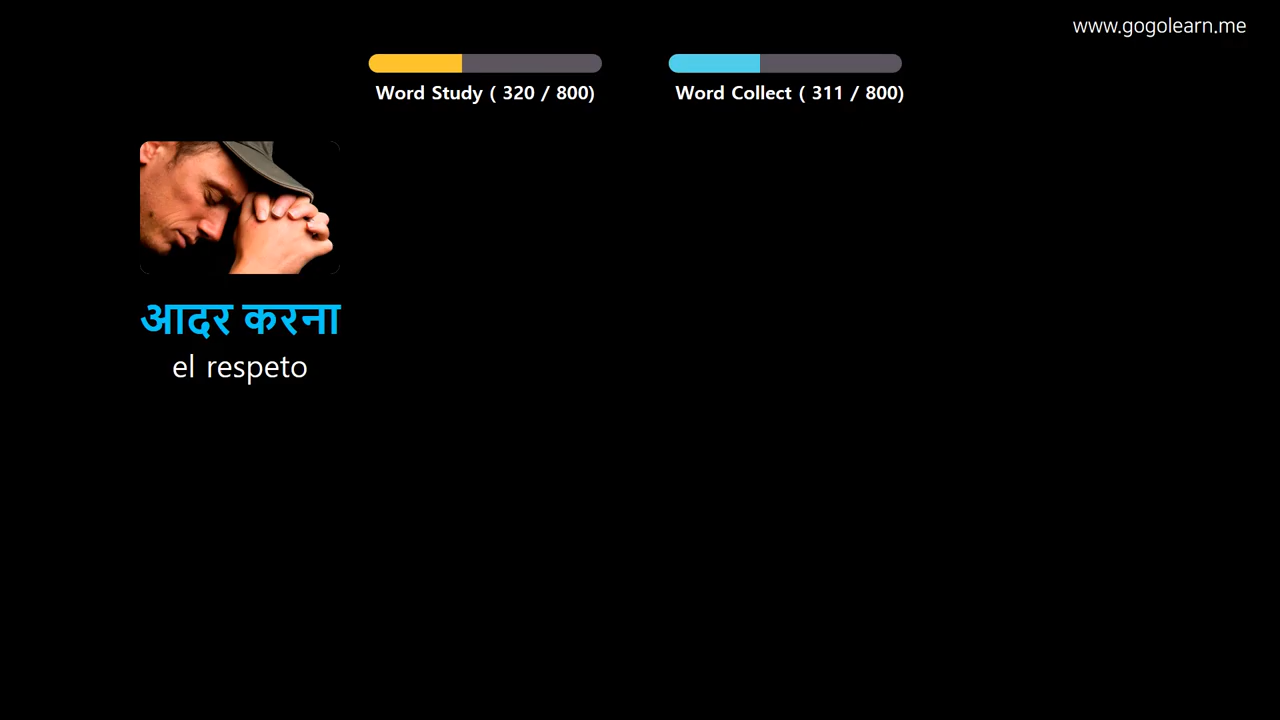 www.gogolearn.me
Word Study ( 320 / 800)
Word Collect ( 311 / 800)
आदर करना
el respeto